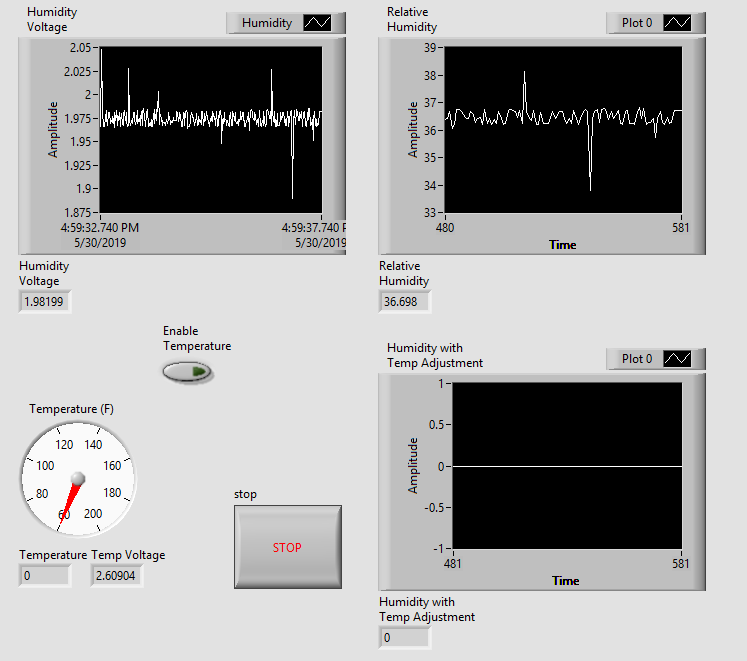 Humidity
Voltage
Humidity
2.05
2.025
2
1.975
1.95
1.925
1.9
1.875
Amplitude
4:59:32.740 PM
5/30/2019
4:59:37.740 P
5/30/2019
Humidity
Voltage
1.98199
Relative
Humidity
Plot 0
39
38
37
36
35
34
33
Amplitude
480
581
Time
Relative
Humidity
36.698
Enable
Temperature
Temperature (F)
120 140
100 160
80 180
60 200
Temperature Temp Voltage
0 2.60904
stop
STOP
Humidity with
Temp Adjustment
Plot 0
1
0.5
0
-0.5
-1
Amplitude
481
581
Time
Humidity with
Temp Adjustment
0